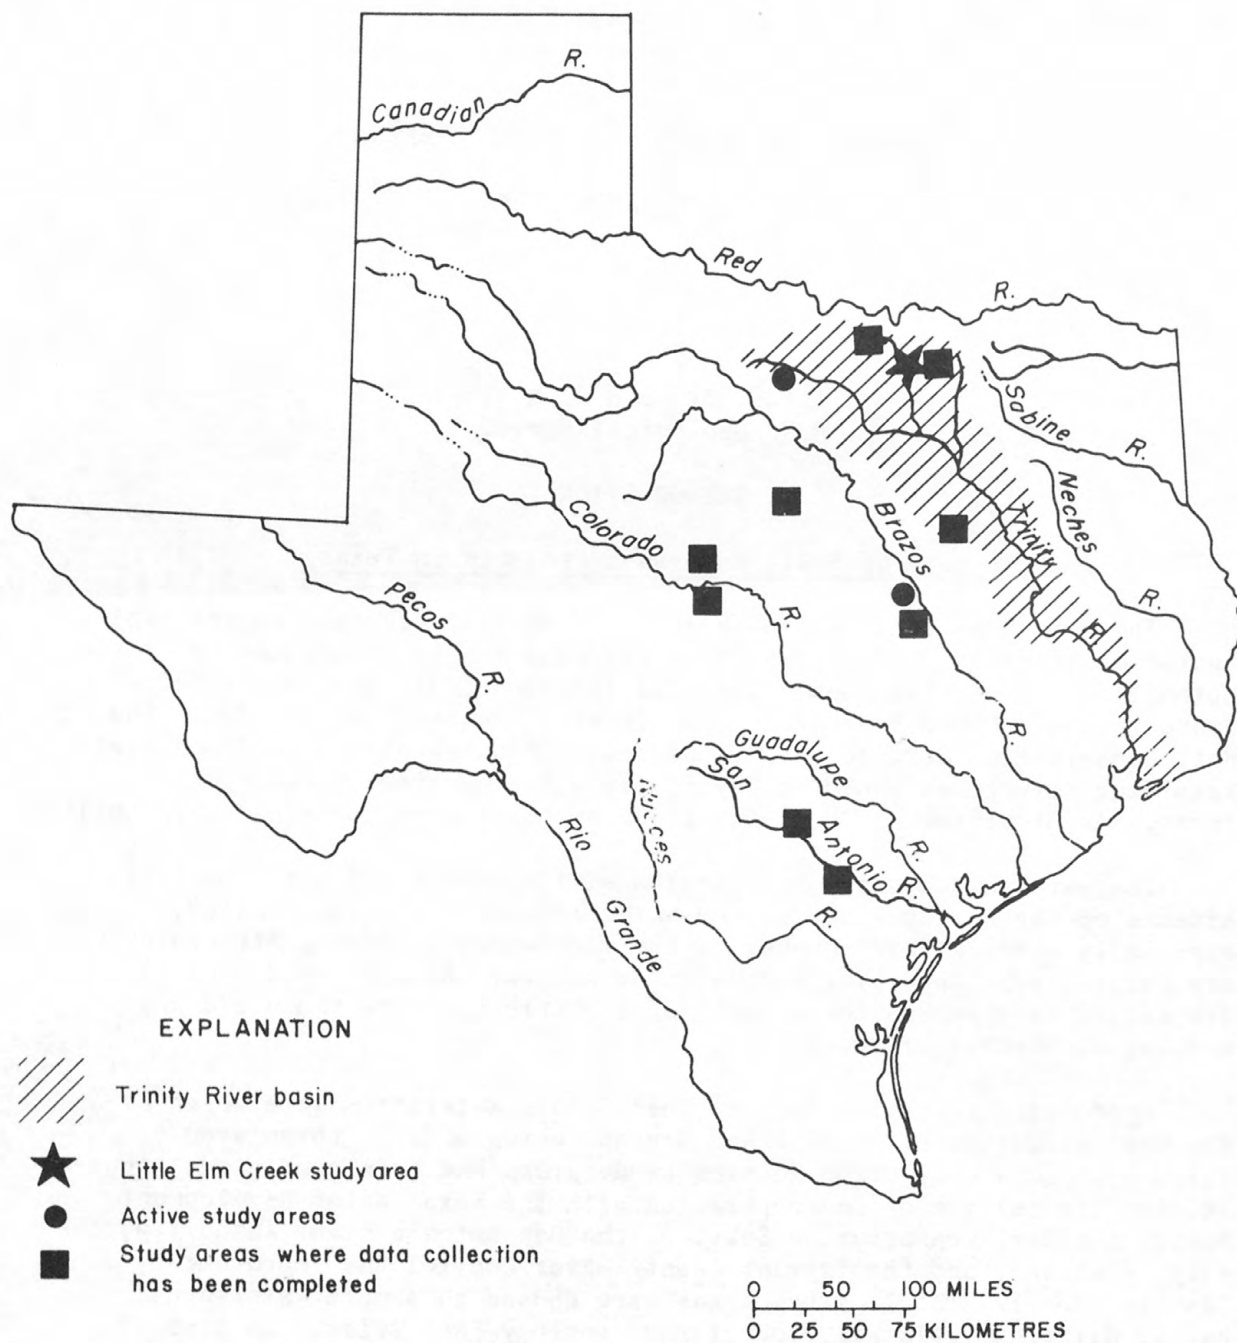 Canadian R.
Red R.
Sabine R.
Neches R.
Trinity R.
Brazos R.
Colorado R.
Pecos R.
Guadalupe R.
San Antonio R.
Nueces R.
Rio Grande
EXPLANATION
Trinity River basin
Little Elm Creek study area
Active study areas
Study areas where data collection
has been completed
0 50 100 MILES
0 25 50 75 KILOMETRES